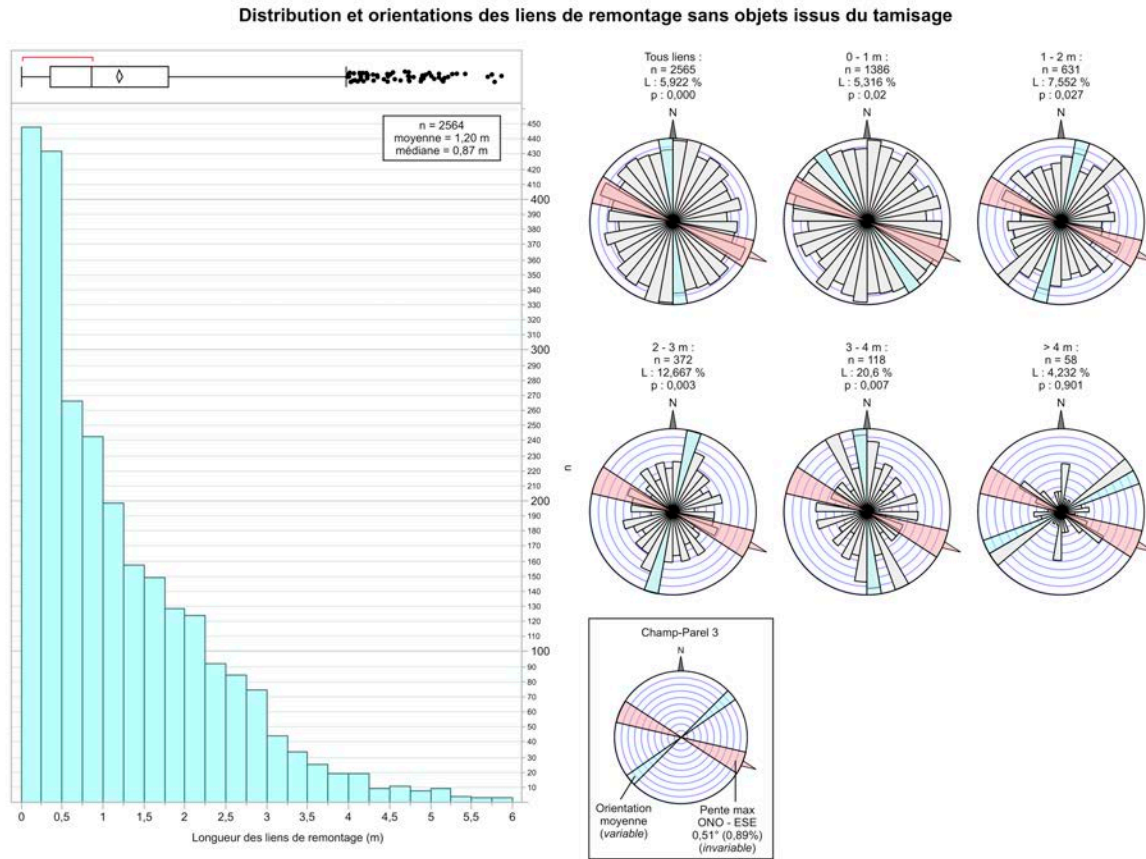 Distribution et orientations des liens de remontage sans objets issus du tamisage
n = 2564
moyenne = 1,20 m
médiane = 0,87 m
450
440
430
420
410
400
390
380
370
360
350
340
330
320
310
300
290
280
270
260
250
240
230
220
210
200
190
180
170
160
150
140
130
120
110
100
90
80
70
60
50
40
30
20
10
n
0 0,5 1 1,5 2 2,5 3 3,5 4 4,5 5 5,5 6
Longueur des liens de remontage (m)
Tous liens :
n = 2565
L : 5,922 %
p : 0,000
N
0 - 1 m :
n = 1386
L : 5,316 %
p : 0,02
N
1 - 2 m :
n = 631
L : 7,552 %
p : 0,027
N
2 - 3 m :
n = 372
L : 12,667 %
p : 0,003
N
3 - 4 m :
n = 118
L : 20,6 %
p : 0,007
N
> 4 m :
n = 58
L : 4,232 %
p : 0,901
N
Champ-Parel 3
N
Orientation
moyenne
(variable)
Pente max
ONO - ESE
0,51° (0,89%)
(invariable)